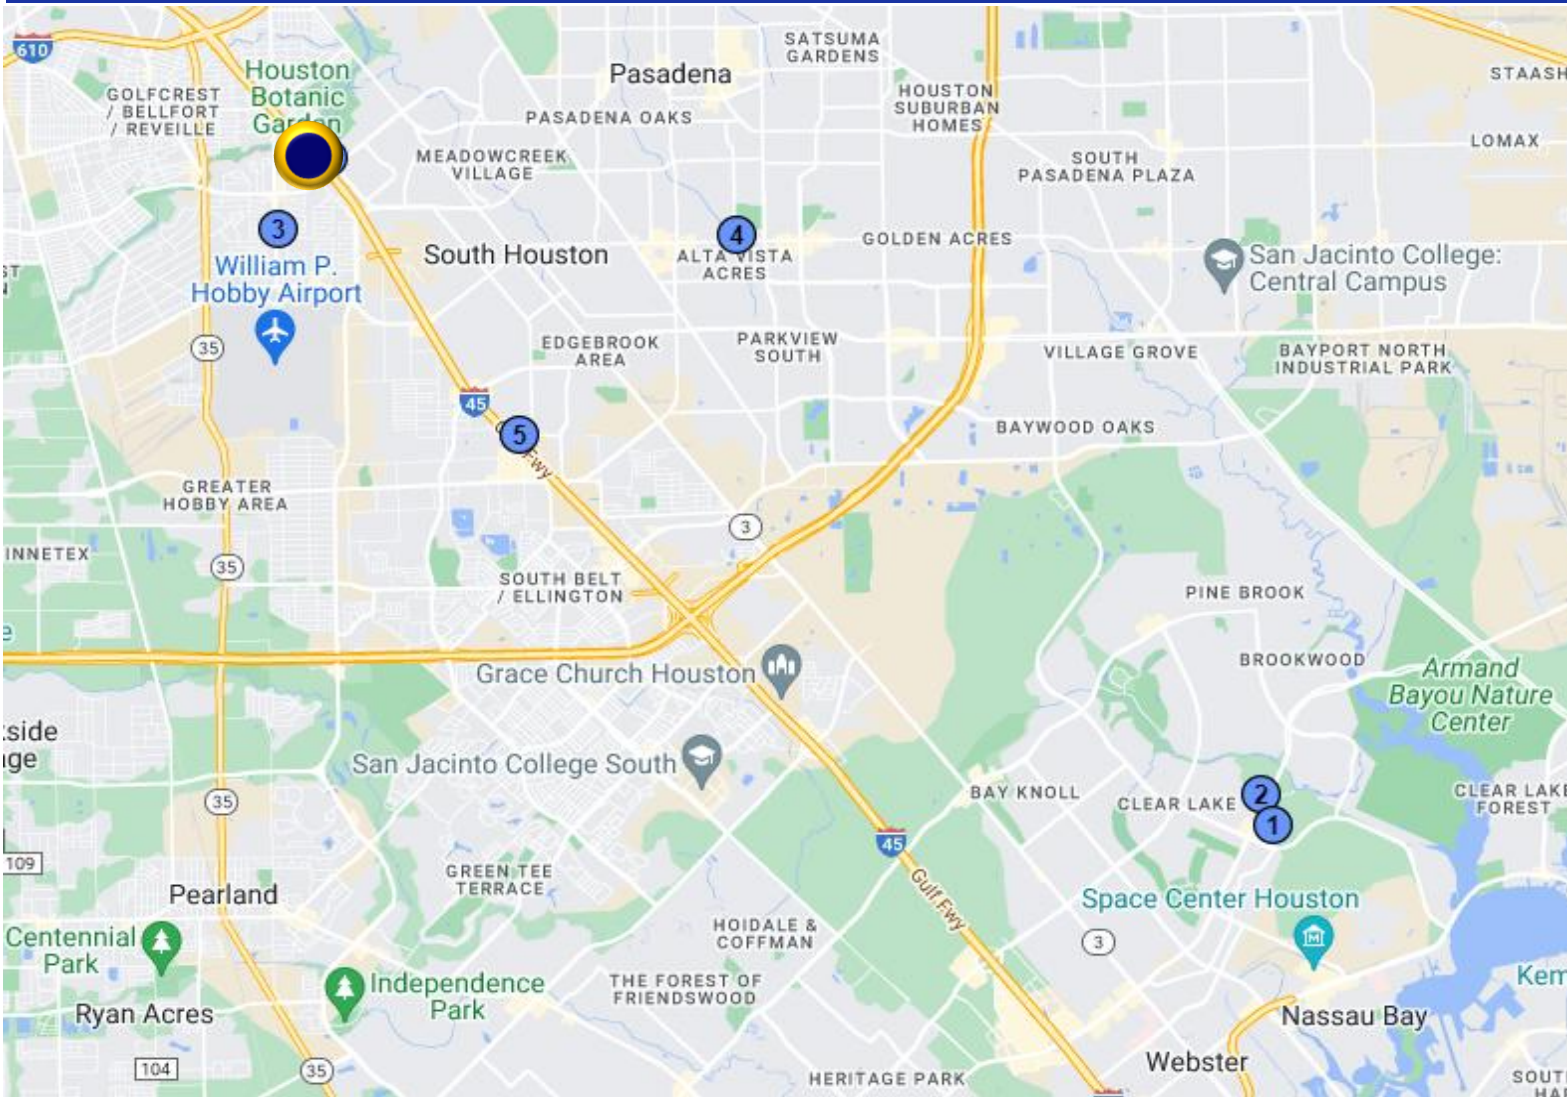 610
SATSUMA
GARDENS
Pasadena
Houston
Botanic
Garden
STAASH
GOLFCREST
/ BELLFORT
/ REVEILLE
HOUSTON
SUBURBAN
HOMES
PASADENA OAKS
LOMAX
MEADOWCREEK
VILLAGE
SOUTH
PASADENA PLAZA
3
4
South Houston
GOLDEN ACRES
ALTA VISTA
ACRES
San Jacinto College:
Central Campus
William P.
Hobby Airport
35
EDGEBROOK
AREA
PARKVIEW
SOUTH
VILLAGE GROVE
BAYPORT NORTH
INDUSTRIAL PARK
45
5
Fwy
BAYWOOD OAKS
GREATER
HOBBY AREA
3
INNETEX
35
SOUTH BELT
/ ELLINGTON
PINE BROOK
Grace Church Houston
BROOKWOOD
Armand
Bayou Nature
Center
kside
age
San Jacinto College South
35
BAY KNOLL
CLEAR LAKE
2
1
CLEAR LAKE
FOREST
45
109
GREEN TEE
TERRACE
Gulf Fwy
Pearland
Space Center Houston
Centennial
Park
HOIDALE &
COFFMAN
3
Independence
Park
THE FOREST OF
FRIENDSWOOD
Kem
Ryan Acres
Nassau Bay
104
35
HERITAGE PARK
Webster
SOUT